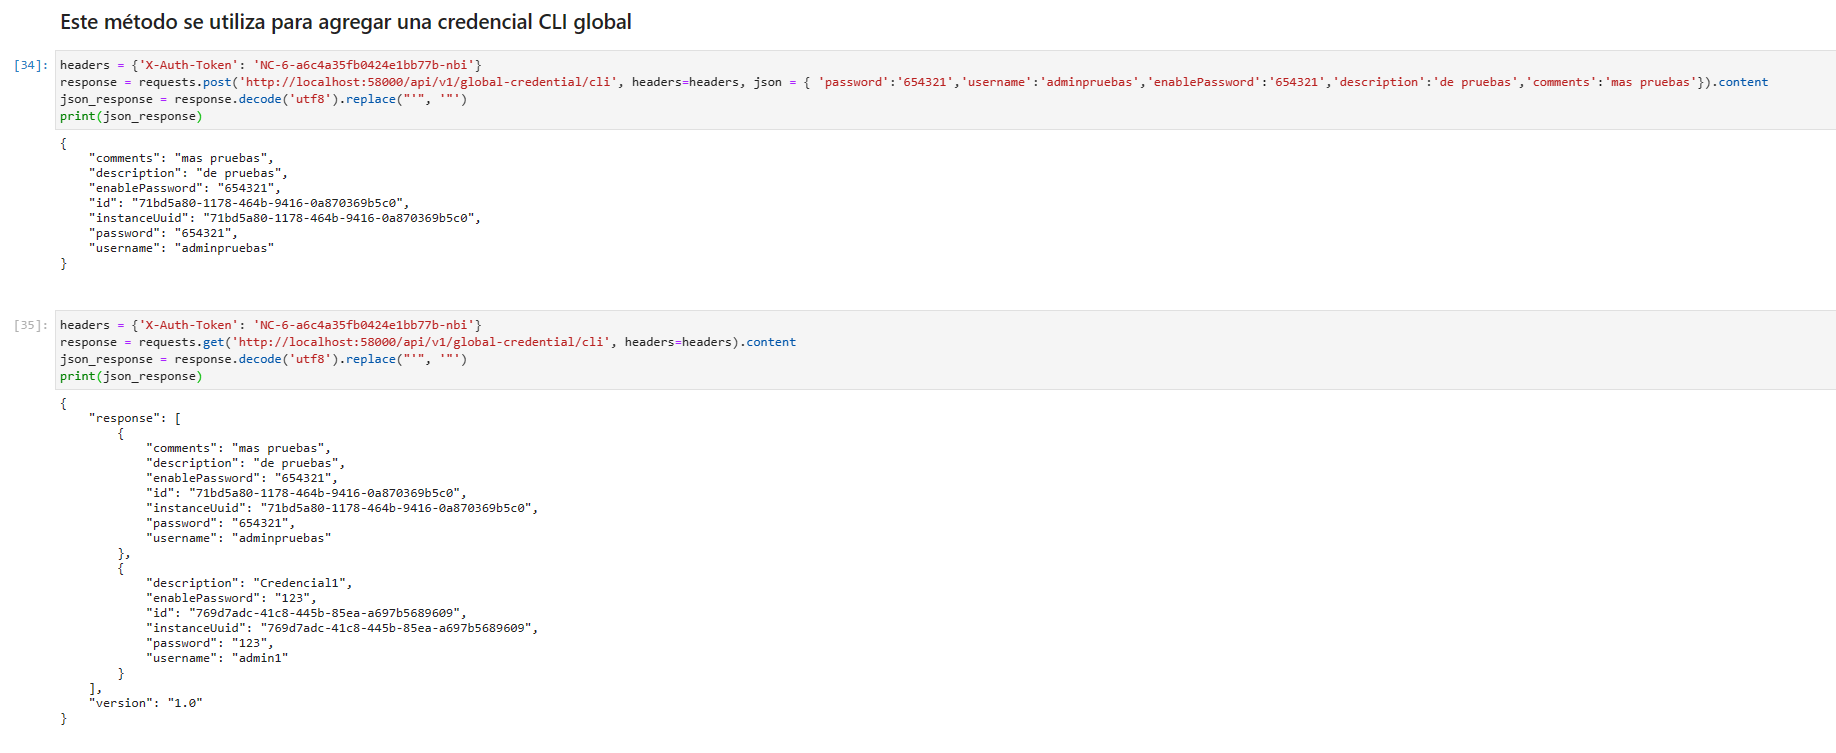 Este método se utiliza para agregar una credencial CLI global
[34]: headers = {'X-Auth-Token': 'NC-6-a6c4a35fb0424e1bb77b-nbi'}
response = requests.post('http://localhost:58000/api/v1/global-credential/cli', headers=headers, json = { 'password':'654321','username':'adminpruebas','enablePassword':'654321','description':'de pruebas','comments':'mas pruebas'}).content
json_response = response.decode('utf8').replace("'", '"')
print(json_response)
{
    "comments": "mas pruebas",
    "description": "de pruebas",
    "enablePassword": "654321",
    "id": "71bd5a80-1178-464b-9416-0a870369b5c0",
    "instanceUuid": "71bd5a80-1178-464b-9416-0a870369b5c0",
    "password": "654321",
    "username": "adminpruebas"
}
[35]: headers = {'X-Auth-Token': 'NC-6-a6c4a35fb0424e1bb77b-nbi'}
response = requests.get('http://localhost:58000/api/v1/global-credential/cli', headers=headers).content
json_response = response.decode('utf8').replace("'", '"')
print(json_response)
{
    "response": [
        {
            "comments": "mas pruebas",
            "description": "de pruebas",
            "enablePassword": "654321",
            "id": "71bd5a80-1178-464b-9416-0a870369b5c0",
            "instanceUuid": "71bd5a80-1178-464b-9416-0a870369b5c0",
            "password": "654321",
            "username": "adminpruebas"
        },
        {
            "description": "Credencial1",
            "enablePassword": "123",
            "id": "769d7adc-41c8-445b-85ea-a697b5689609",
            "instanceUuid": "769d7adc-41c8-445b-85ea-a697b5689609",
            "password": "123",
            "username": "admin1"
        }
    ],
    "version": "1.0"
}